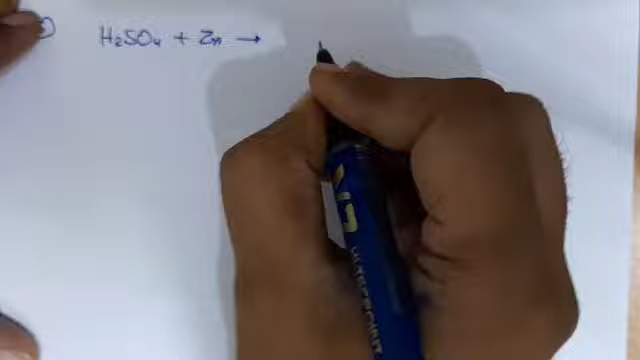 H₂SO₄ + Zn →